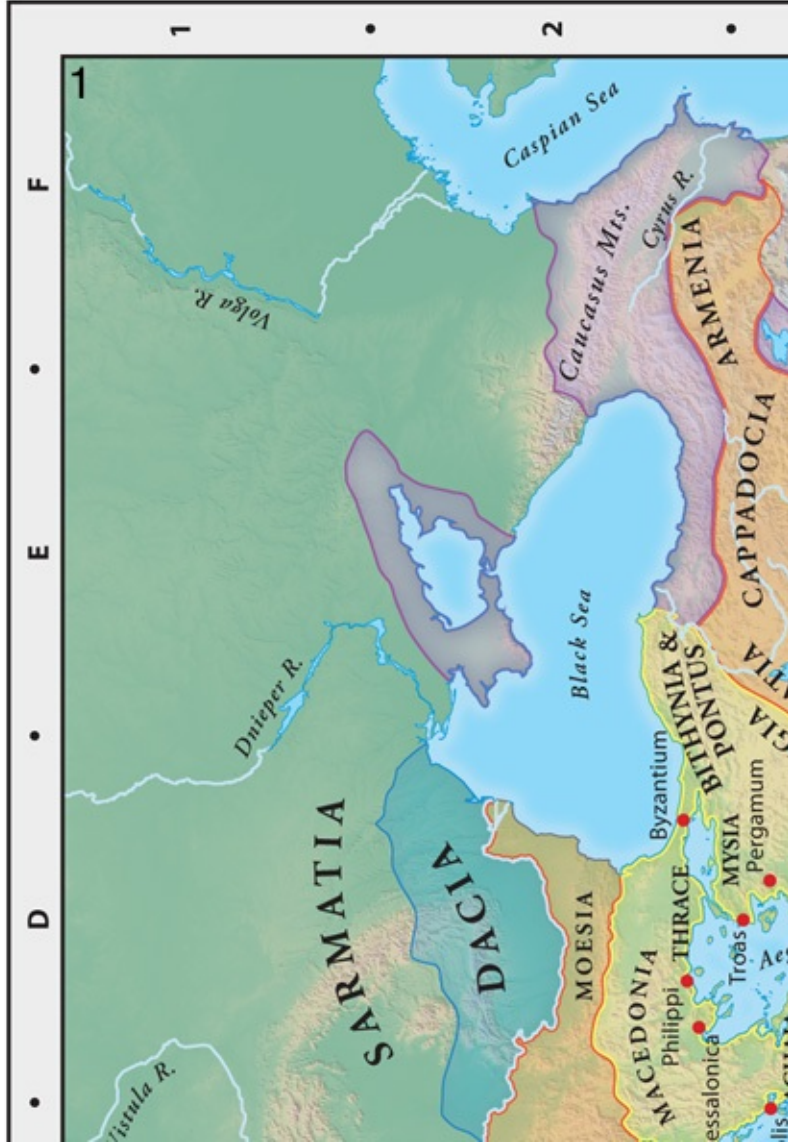 1
2
F
E
D
1
Caspian Sea
Volga R.
Caucasus Mts.
Cyrus R.
ARMENIA
CAPPADOCIA
Dnieper R.
Black Sea
BITHYNIA &
PONTUS
Byzantium
SARMATIA
DACIA
MOESIA
THRACE
MYSIA
Pergamum
MACEDONIA
Philippi
Troas